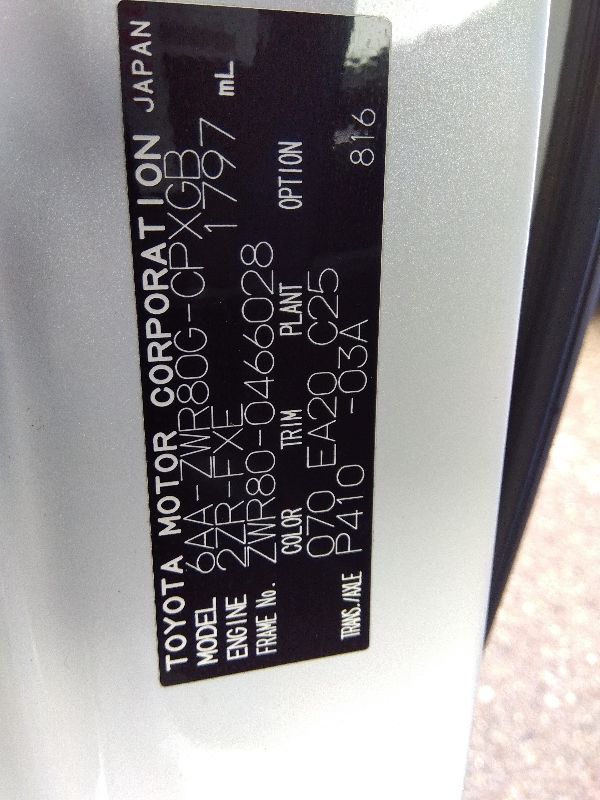 TOYOTA MOTOR CORPORATION JAPAN
MODEL 6AA-ZWR80G-CPXGB
ENGINE 2ZR-FXE 1797 mL
FRAME No. ZWR80-0466028
COLOR TRIM PLANT OPTION
070 EA20 C25 816
TRANS./AXLE P410 -03A